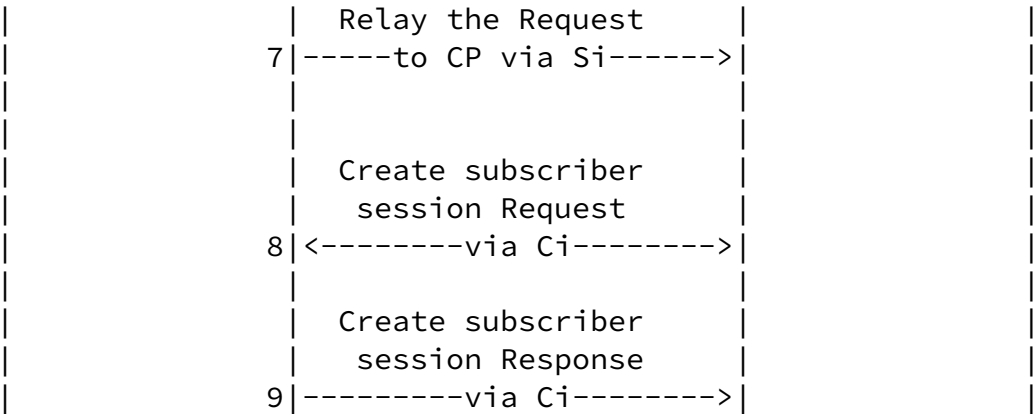 |              |  Relay the Request     |              |
|             7|-----to CP via Si------>|              |
|              |                        |              |
|              |                        |              |
|              |  Create subscriber     |              |
|              |   session Request      |              |
|             8|<--------via Ci-------->|              |
|              |                        |              |
|              |  Create subscriber     |              |
|              |   session Response     |              |
|             9|---------via Ci-------->|              |